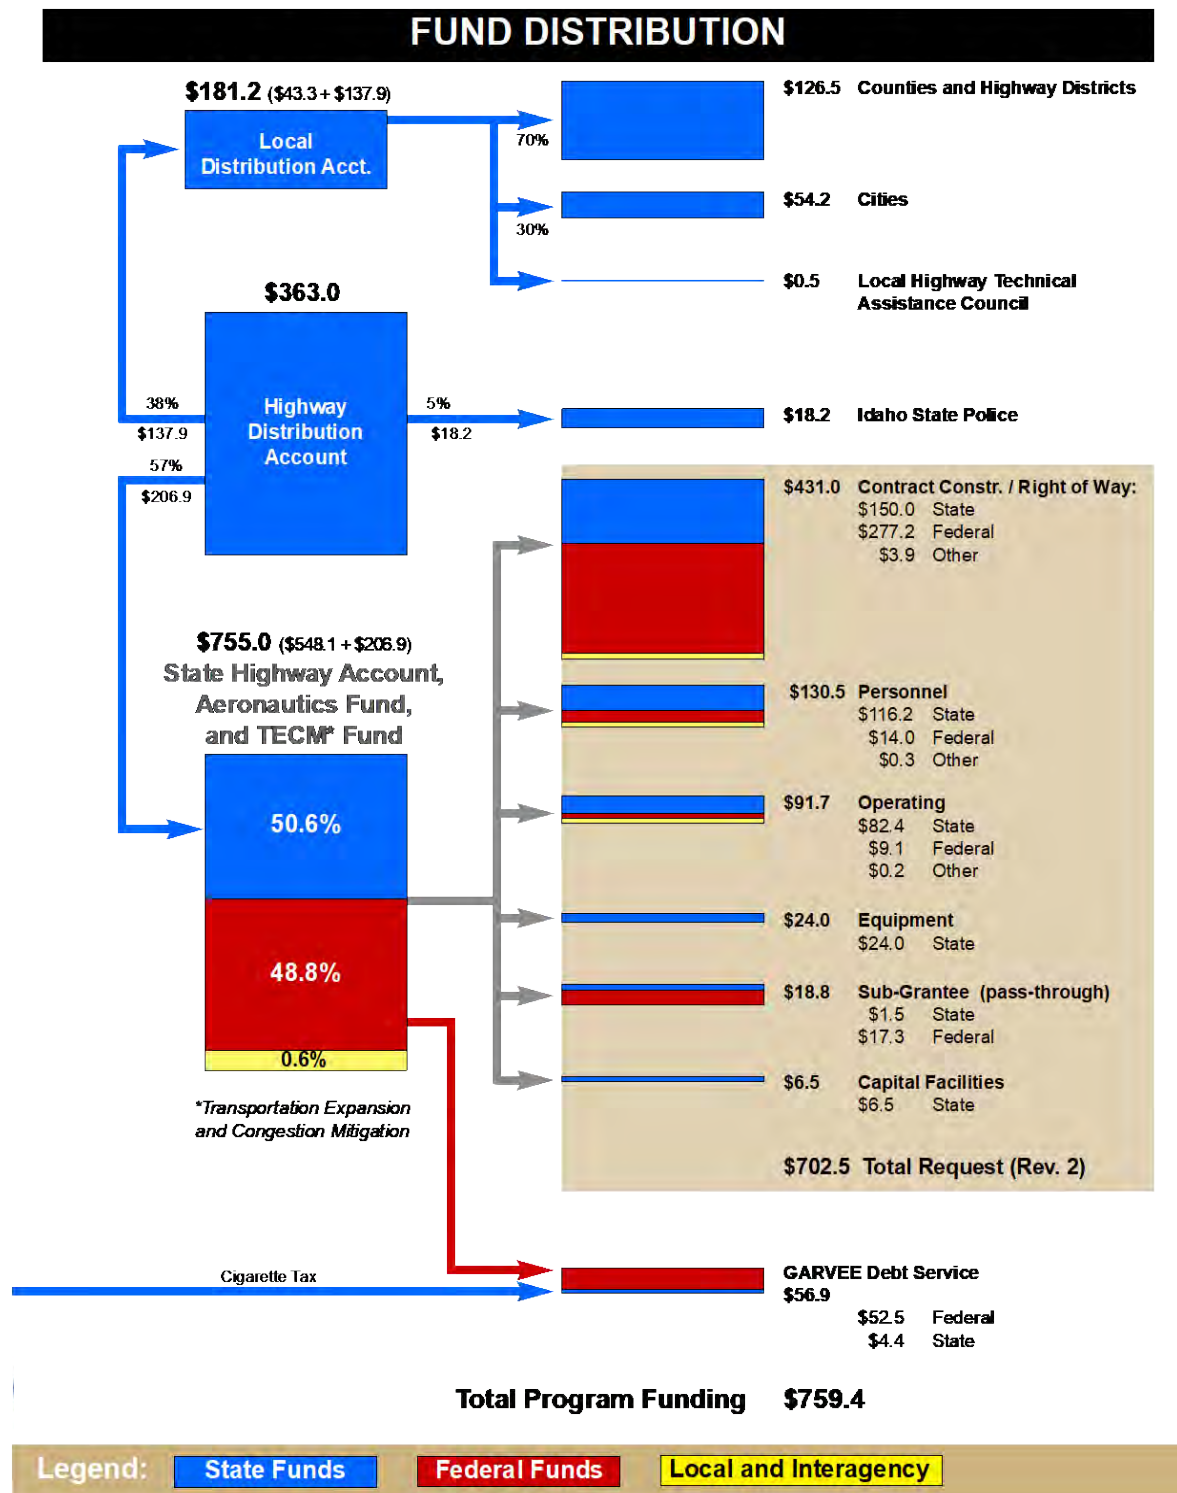 FUND DISTRIBUTION
$181.2 ($43.3 + $137.9)
Local
Distribution Acct.
70%
$126.5 Counties and Highway Districts
30%
$54.2 Cities
$0.5 Local Highway Technical
Assistance Council
$363.0
Highway
Distribution
Account
38%
$137.9
57%
$206.9
5%
$18.2
$18.2 Idaho State Police
$431.0 Contract Constr. / Right of Way:
$150.0 State
$277.2 Federal
$3.9 Other
$755.0 ($548.1 + $206.9)
State Highway Account,
Aeronautics Fund,
and TECM* Fund
50.6%
48.8%
0.6%
*Transportation Expansion
and Congestion Mitigation
$130.5 Personnel
$116.2 State
$14.0 Federal
$0.3 Other
$91.7 Operating
$82.4 State
$9.1 Federal
$0.2 Other
$24.0 Equipment
$24.0 State
$18.8 Sub-Grantee (pass-through)
$1.5 State
$17.3 Federal
$6.5 Capital Facilities
$6.5 State
$702.5 Total Request (Rev. 2)
Cigarette Tax
GARVEE Debt Service
$56.9
$52.5 Federal
$4.4 State
Total Program Funding $759.4
Legend: State Funds Federal Funds Local and Interagency